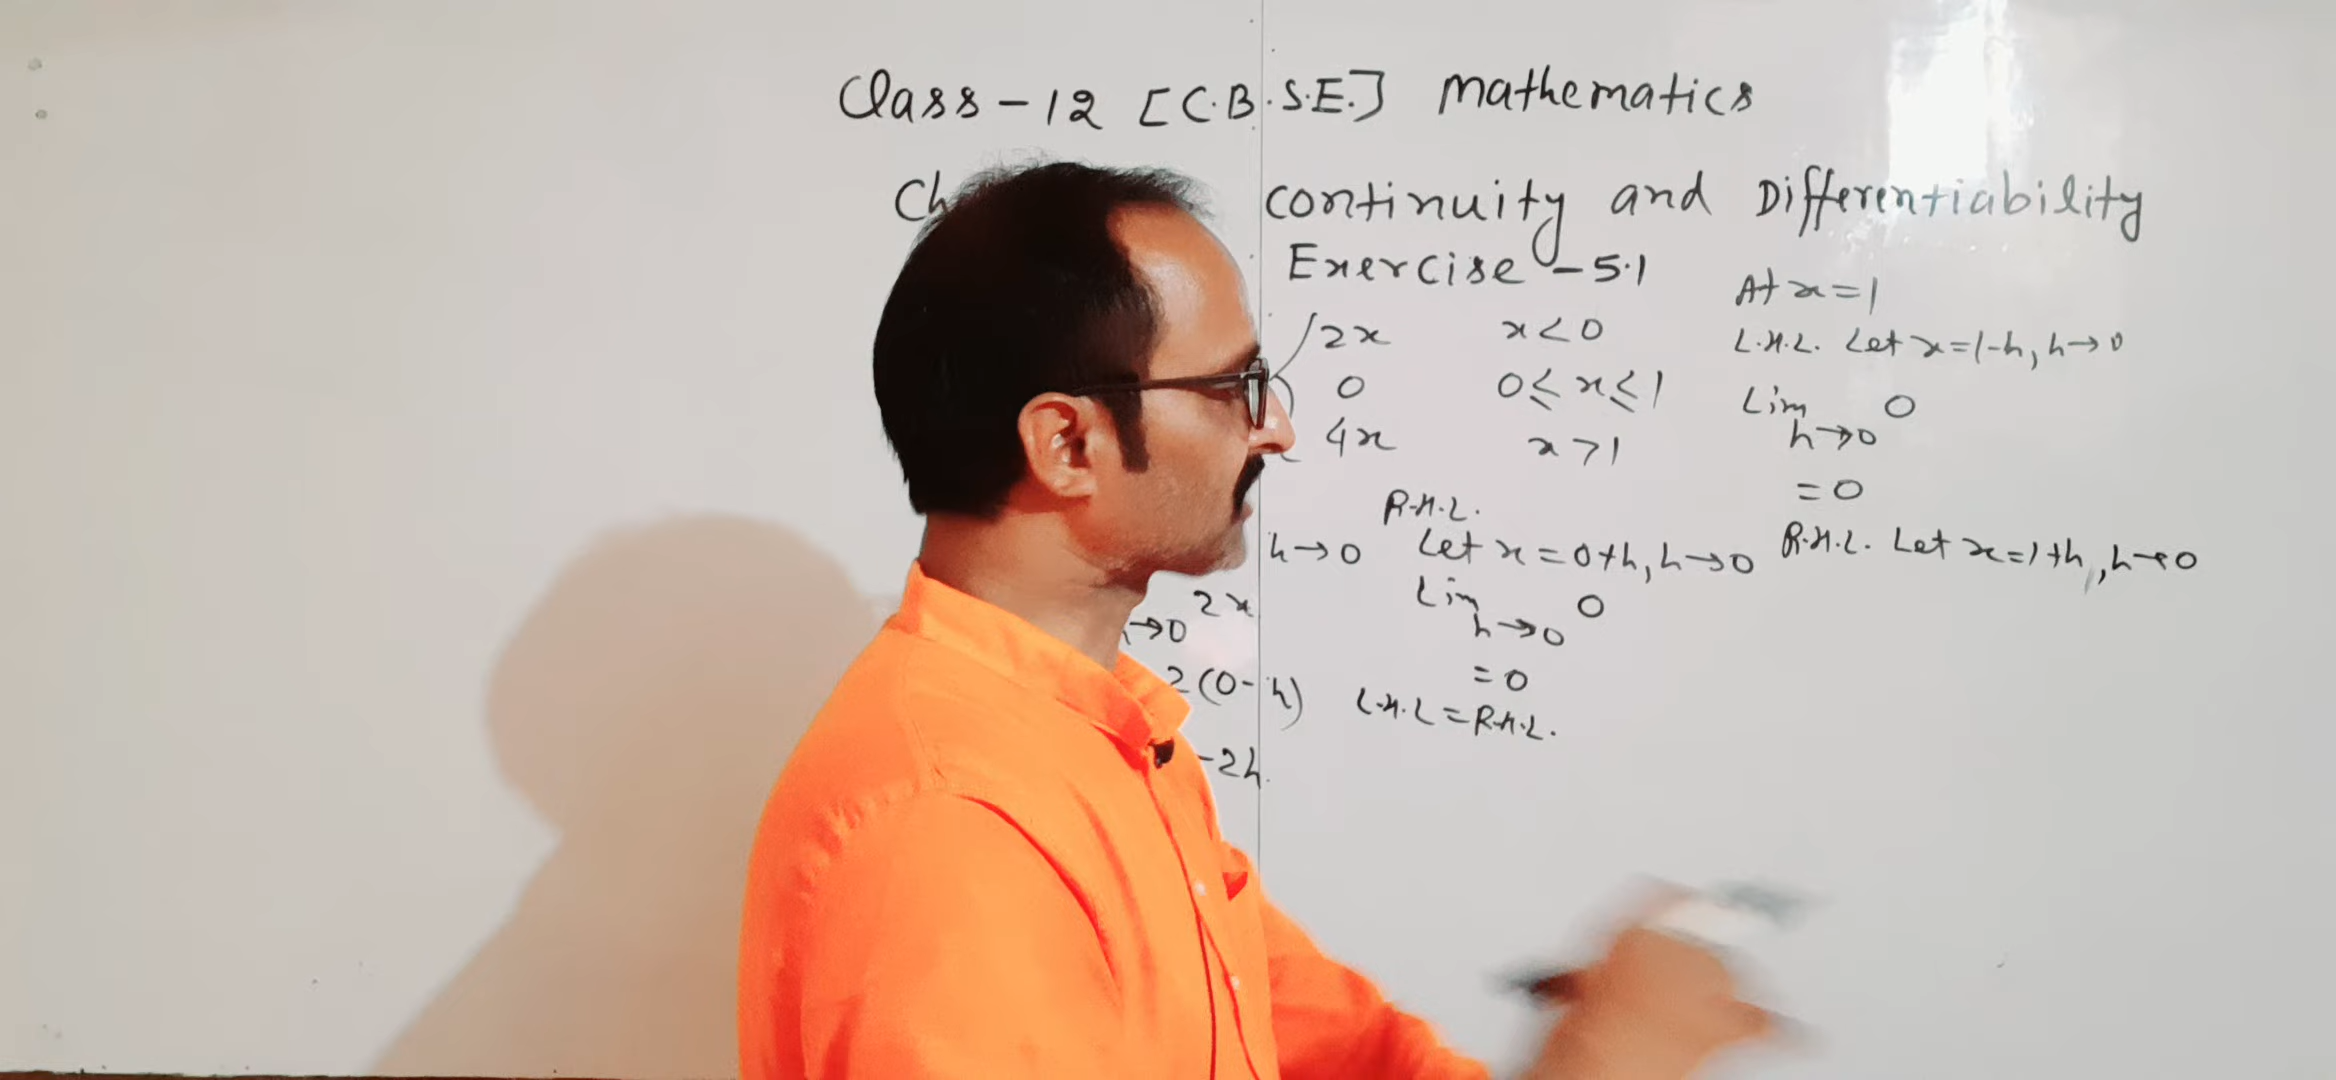 Class-12 [C.B.S.E.] Mathematics
Ch continuity and Differentiability
Exercise - 5.1
2x x<0
0 0≤x≤1
4x x>1
h→0
2x
→0
2(0-h)
-2h
R.H.L.
Let x=0+h, h→0
Lim 0
h→0
=0
L.H.L=R.H.L.
At x=1
L.H.L. Let x=1-h, h→0
Lim 0
h→0
=0
R.H.L. Let x=1+h, h→0